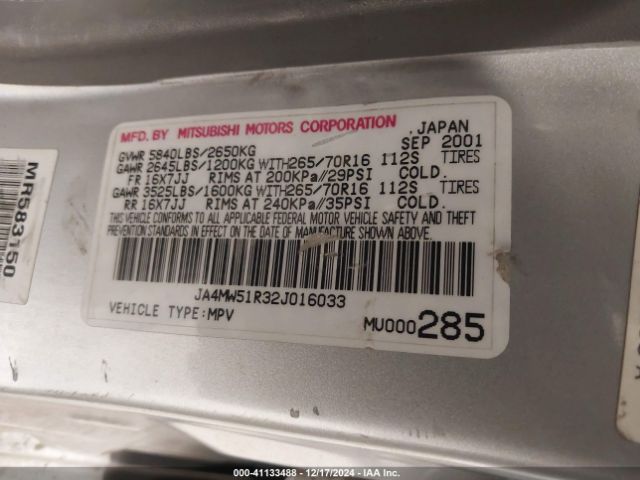 MFD. BY MITSUBISHI MOTORS CORPORATION , JAPAN
GVWR 5840LBS/2650KG SEP 2001
GAWR 2645LBS/1200KG WITH265/70R16 112S TIRES
FR 16X7JJ RIMS AT 200KPa//29PSI COLD.
GAWR 3525LBS/1600KG WITH265/70R16 112S TIRES
RR 16X7JJ RIMS AT 240KPa//35PSI COLD.
THIS VEHICLE CONFORMS TO ALL APPLICABLE FEDERAL MOTOR VEHICLE SAFETY AND THEFT
PREVENTION STANDARDS IN EFFECT ON THE DATE OF MANUFACTURE SHOWN ABOVE.
JA4MW51R32J016033
VEHICLE TYPE:MPV
MU000285
MR583150
000-41133488 - 12/17/2024 - IAA Inc.